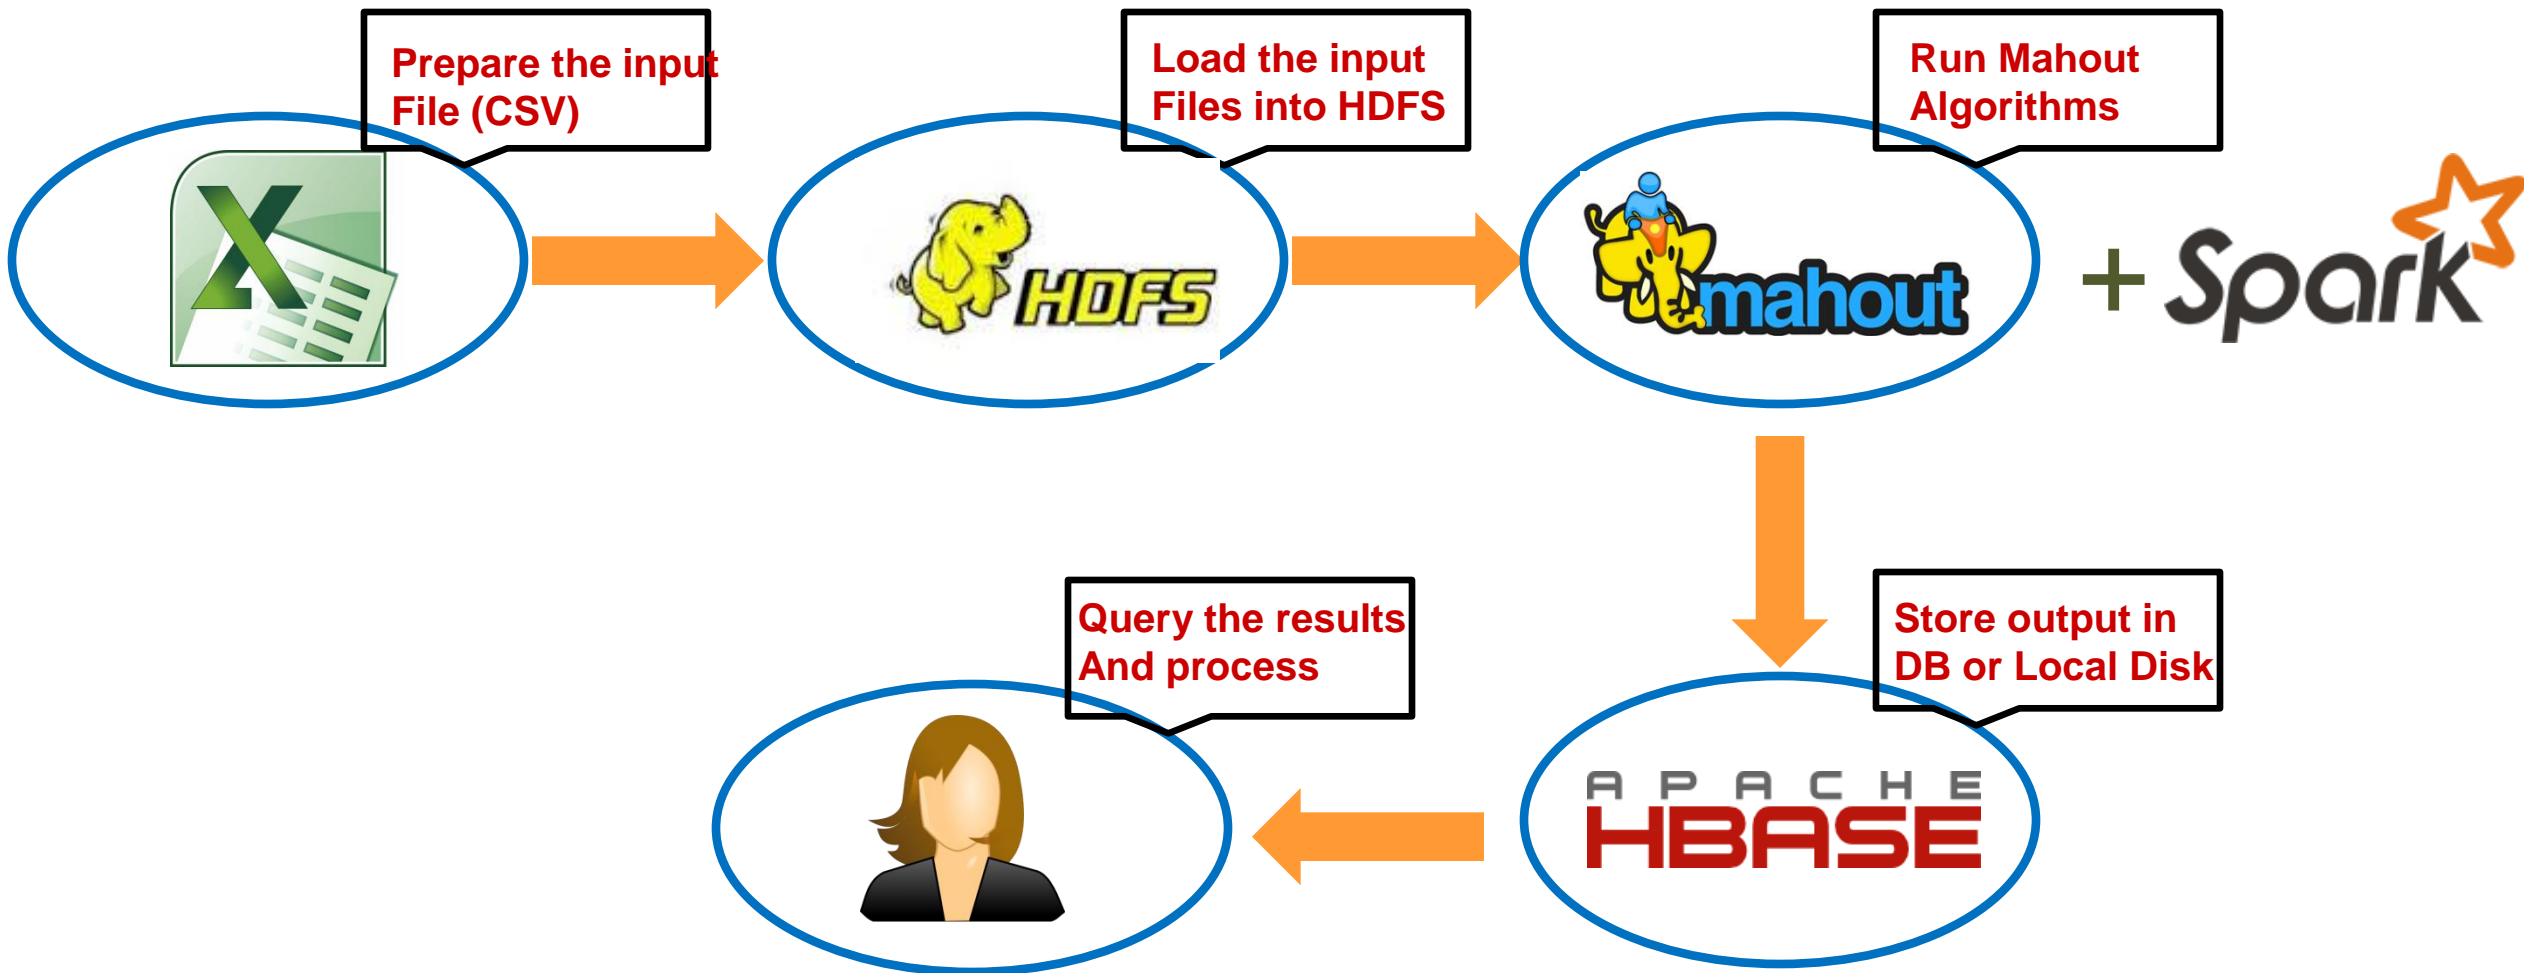 Prepare the input
File (CSV)
Load the input
Files into HDFS
Run Mahout
Algorithms
HDFS
mahout
+ Spark
Query the results
And process
Store output in
DB or Local Disk
APACHE
HBASE